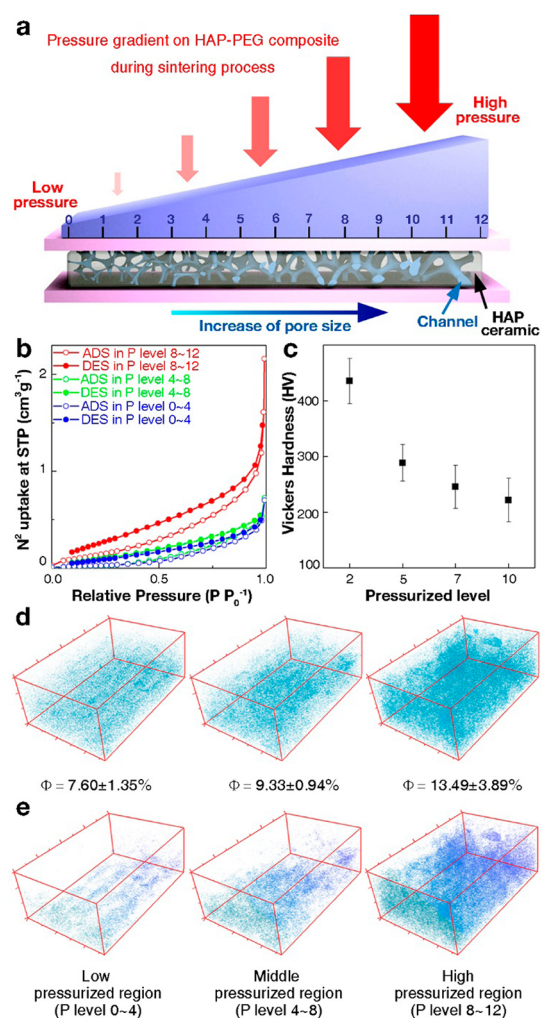 a
Pressure gradient on HAP-PEG composite
during sintering process
High
pressure
Low
pressure
0 1 2 3 4 5 6 7 8 9 10 11 12
Increase of pore size
Channel
HAP
ceramic
b
ADS in P level 8~12
DES in P level 8~12
ADS in P level 4~8
DES in P level 4~8
ADS in P level 0~4
DES in P level 0~4
N² uptake at STP (cm³g⁻¹)
2
1
0
0.0 0.5 1.0
Relative Pressure (P P₀⁻¹)
c
Vickers Hardness (HV)
400
300
200
100
2 5 7 10
Pressurized level
d
Φ = 7.60±1.35%
Φ = 9.33±0.94%
Φ = 13.49±3.89%
e
Low
pressurized region
(P level 0~4)
Middle
pressurized region
(P level 4~8)
High
pressurized region
(P level 8~12)